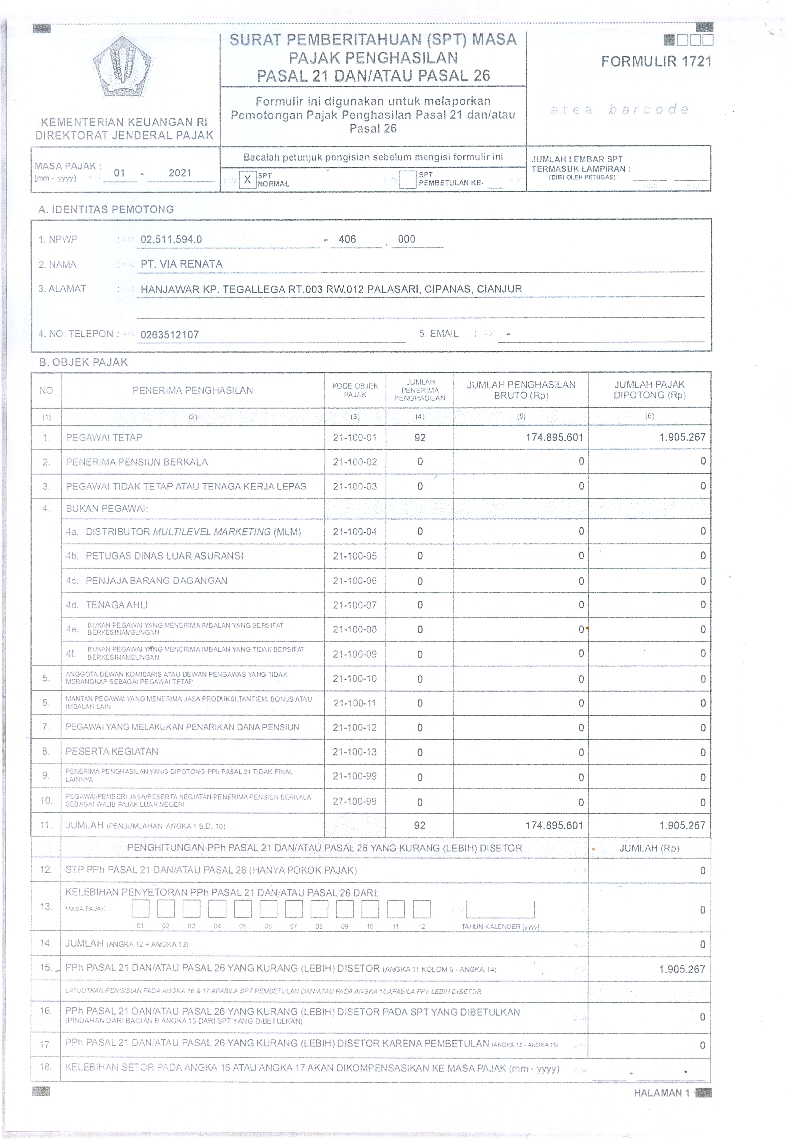 SURAT PEMBERITAHUAN (SPT) MASA
PAJAK PENGHASILAN
PASAL 21 DAN/ATAU PASAL 26
FORMULIR 1721
Formulir ini digunakan untuk melaporkan
Pemotongan Pajak Penghasilan Pasal 21 dan/atau
Pasal 26
area barcode
KEMENTERIAN KEUANGAN RI
DIREKTORAT JENDERAL PAJAK
MASA PAJAK :
[mm - yyyy] 01 - 2021
Bacalah petunjuk pengisian sebelum mengisi formulir ini
X SPT NORMAL
SPT PEMBETULAN KE-
JUMLAH LEMBAR SPT
TERMASUK LAMPIRAN :
(DIISI OLEH PETUGAS)
A. IDENTITAS PEMOTONG
1. NPWP : 02.511.594.0 - 406 . 000
2. NAMA : PT. VIA RENATA
3. ALAMAT : HANJAWAR KP. TEGALLEGA RT.003 RW.012 PALASARI, CIPANAS, CIANJUR
4. NO. TELEPON : 0263512107 5. EMAIL : -
B. OBJEK PAJAK
NO PENERIMA PENGHASILAN KODE OBJEK PAJAK JUMLAH PENERIMA PENGHASILAN JUMLAH PENGHASILAN BRUTO (Rp) JUMLAH PAJAK DIPOTONG (Rp)
(1) (2) (3) (4) (5) (6)
1. PEGAWAI TETAP 21-100-01 92 174.895.601 1.905.267
2. PENERIMA PENSIUN BERKALA 21-100-02 0 0 0
3. PEGAWAI TIDAK TETAP ATAU TENAGA KERJA LEPAS 21-100-03 0 0 0
4. BUKAN PEGAWAI:
4a. DISTRIBUTOR MULTILEVEL MARKETING (MLM) 21-100-04 0 0 0
4b. PETUGAS DINAS LUAR ASURANSI 21-100-05 0 0 0
4c. PENJAJA BARANG DAGANGAN 21-100-06 0 0 0
4d. TENAGA AHLI 21-100-07 0 0 0
4e. BUKAN PEGAWAI YANG MENERIMA IMBALAN YANG BERSIFAT BERKESINAMBUNGAN 21-100-08 0 0 0
4f. BUKAN PEGAWAI YANG MENERIMA IMBALAN YANG TIDAK BERSIFAT BERKESINAMBUNGAN 21-100-09 0 0 0
5. ANGGOTA DEWAN KOMISARIS ATAU DEWAN PENGAWAS YANG TIDAK MERANGKAP SEBAGAI PEGAWAI TETAP 21-100-10 0 0 0
6. MANTAN PEGAWAI YANG MENERIMA JASA PRODUKSI, TANTIEM, BONUS ATAU IMBALAN LAIN 21-100-11 0 0 0
7. PEGAWAI YANG MELAKUKAN PENARIKAN DANA PENSIUN 21-100-12 0 0 0
8. PESERTA KEGIATAN 21-100-13 0 0 0
9. PENERIMA PENGHASILAN YANG DIPOTONG PPh PASAL 21 TIDAK FINAL LAINNYA 21-100-99 0 0 0
10. PEGAWAI/PEMBERI JASA/PESERTA KEGIATAN/PENERIMA PENSIUN BERKALA SEBAGAI WAJIB PAJAK LUAR NEGERI 27-100-99 0 0 0
11. JUMLAH (PENJUMLAHAN ANGKA 1 S.D. 10) 92 174.895.601 1.905.267
PENGHITUNGAN PPh PASAL 21 DAN/ATAU PASAL 26 YANG KURANG (LEBIH) DISETOR JUMLAH (Rp)
12. STP PPh PASAL 21 DAN/ATAU PASAL 26 (HANYA POKOK PAJAK) 0
13. KELEBIHAN PENYETORAN PPh PASAL 21 DAN/ATAU PASAL 26 DARI: 0
MASA PAJAK
01 02 03 04 05 06 07 08 09 10 11 12 TAHUN KALENDER [yyyy]
14. JUMLAH (ANGKA 12 + ANGKA 13) 0
15. PPh PASAL 21 DAN/ATAU PASAL 26 YANG KURANG (LEBIH) DISETOR (ANGKA 11 KOLOM 6 - ANGKA 14) 1.905.267
LANJUTKAN PENGISIAN PADA ANGKA 16 & 17 APABILA SPT PEMBETULAN DAN/ATAU PADA ANGKA 18 APABILA PPh LEBIH DISETOR
16. PPh PASAL 21 DAN/ATAU PASAL 26 YANG KURANG (LEBIH) DISETOR PADA SPT YANG DIBETULKAN 0
(PINDAHAN DARI BAGIAN B ANGKA 15 DARI SPT YANG DIBETULKAN)
17. PPh PASAL 21 DAN/ATAU PASAL 26 YANG KURANG (LEBIH) DISETOR KARENA PEMBETULAN (ANGKA 15 - ANGKA 16) 0
18. KELEBIHAN SETOR PADA ANGKA 15 ATAU ANGKA 17 AKAN DIKOMPENSASIKAN KE MASA PAJAK (mm - yyyy) -
HALAMAN 1